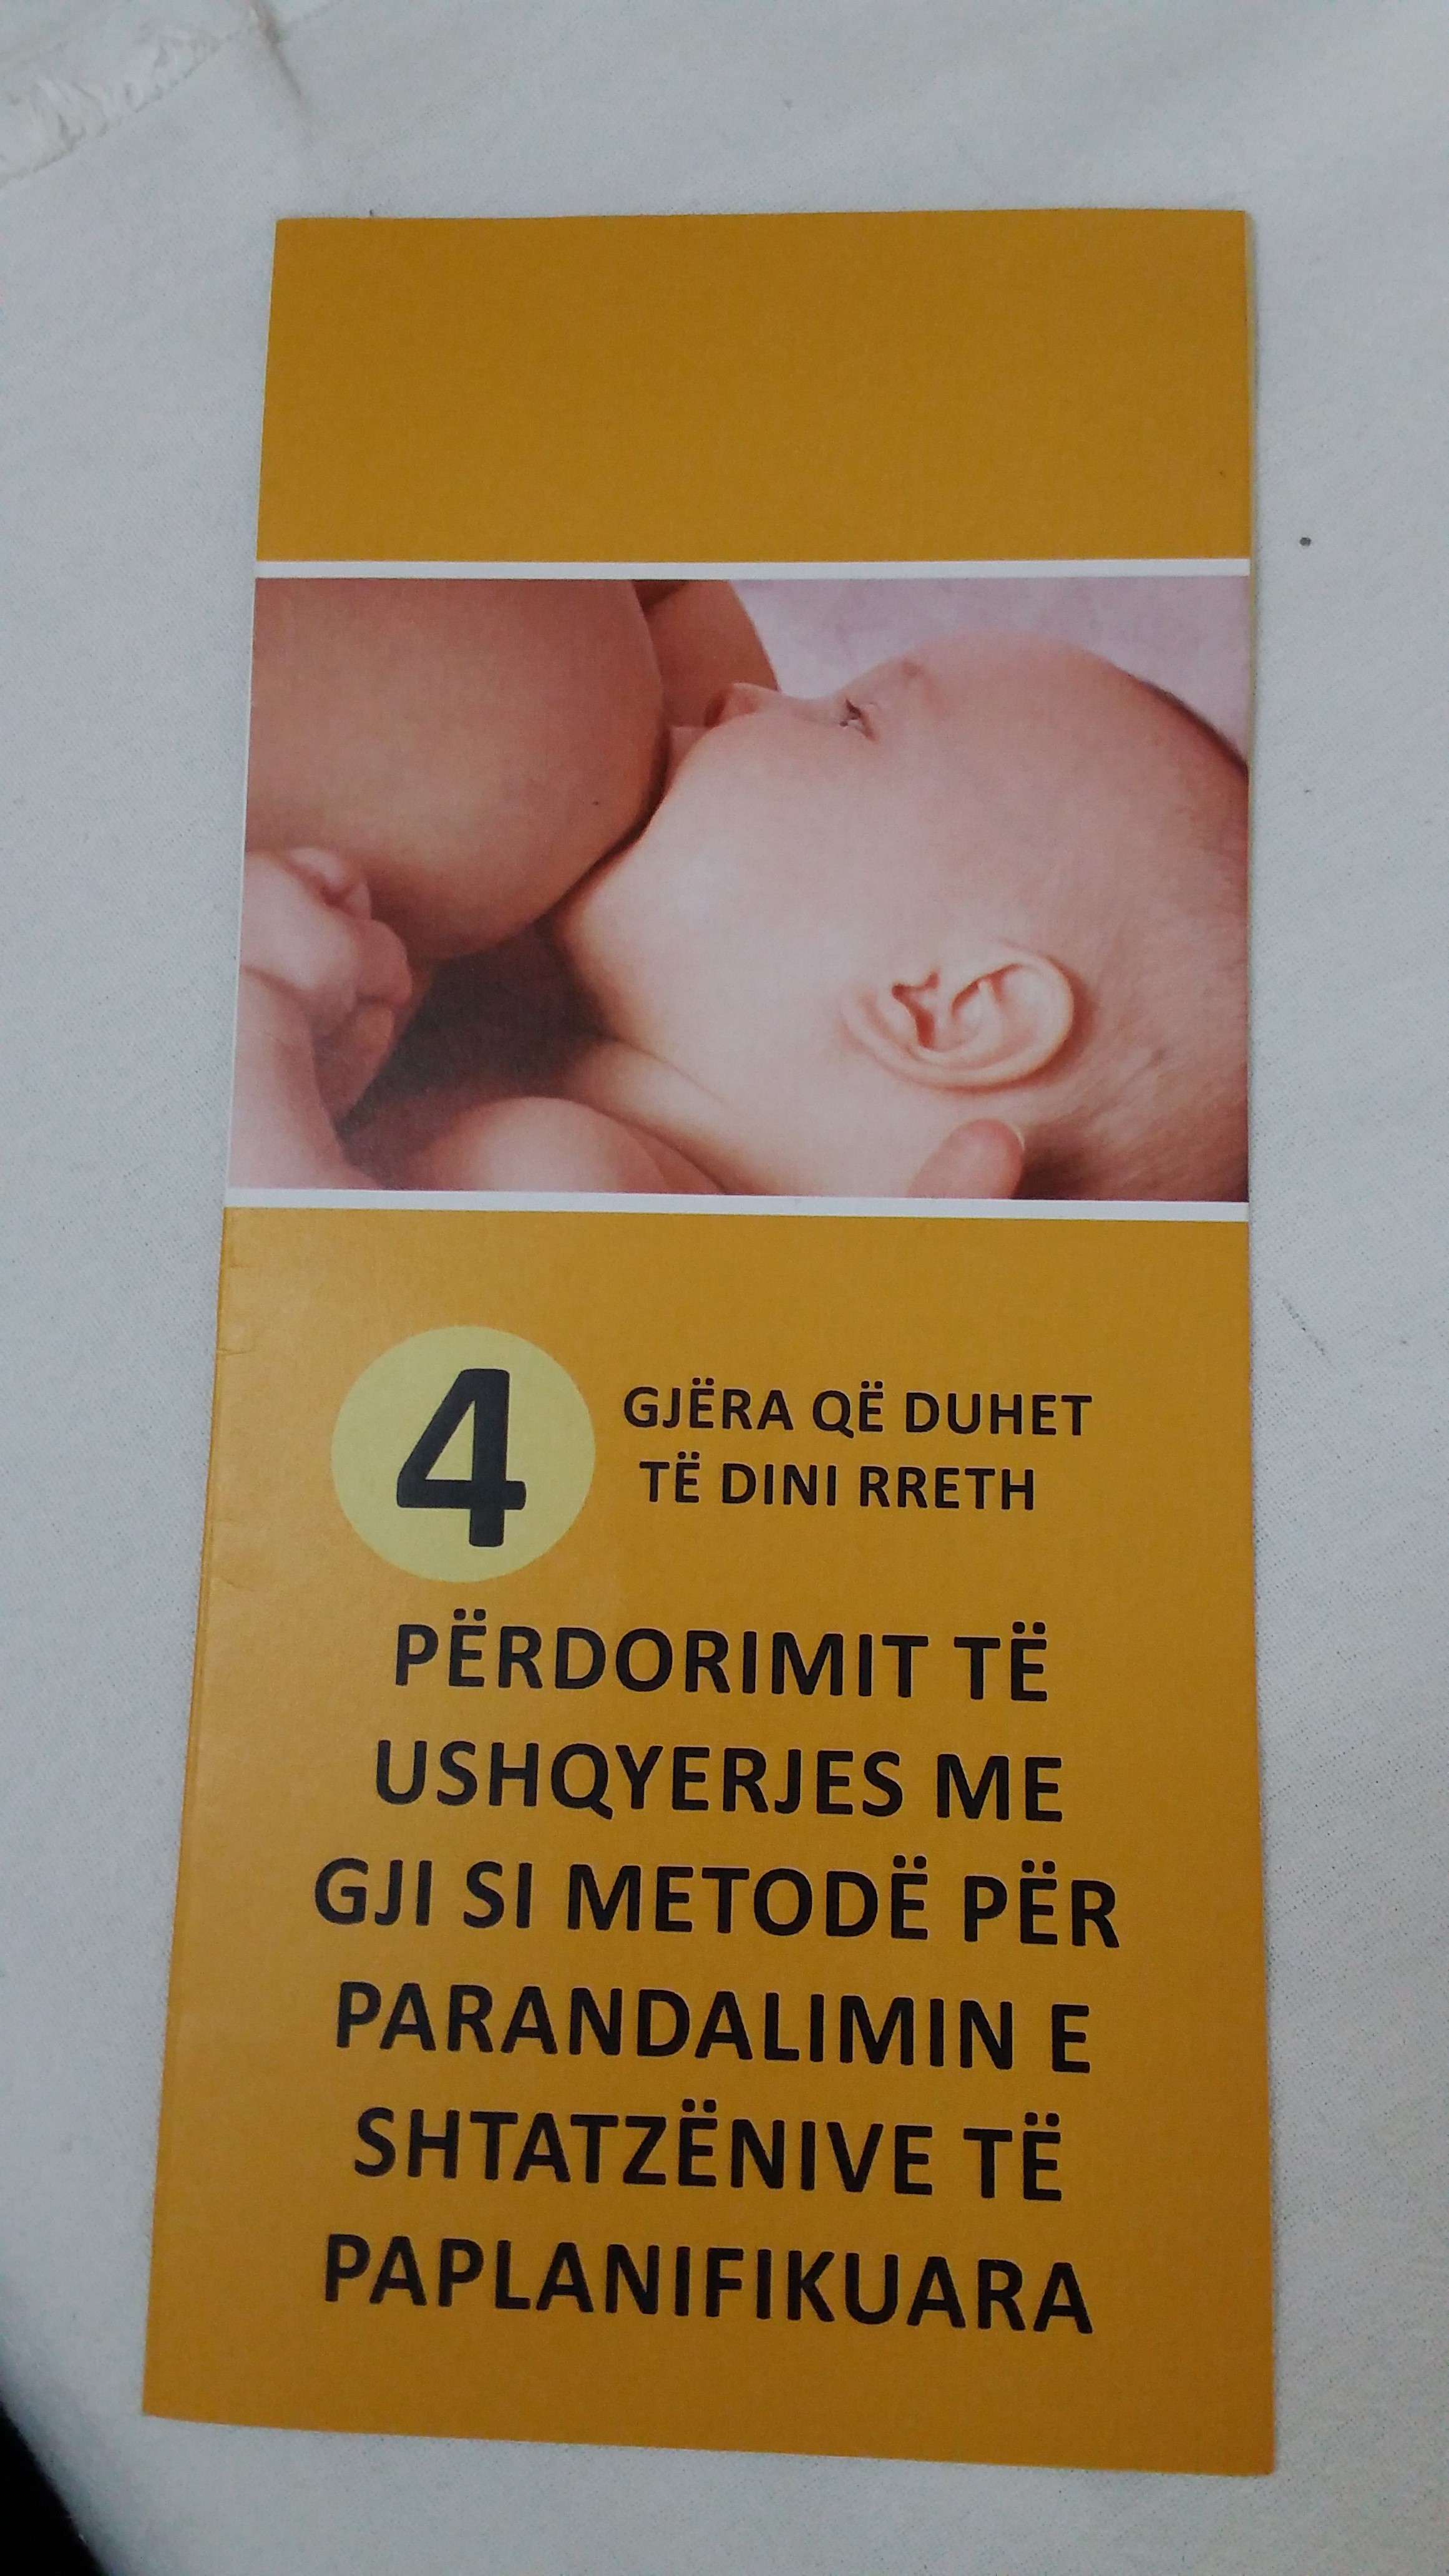 4
GJËRA QË DUHET
TË DINI RRETH
PËRDORIMIT TË
USHQYERJES ME
GJI SI METODË PËR
PARANDALIMIN E
SHTATZËNIVE TË
PAPLANIFIKUARA